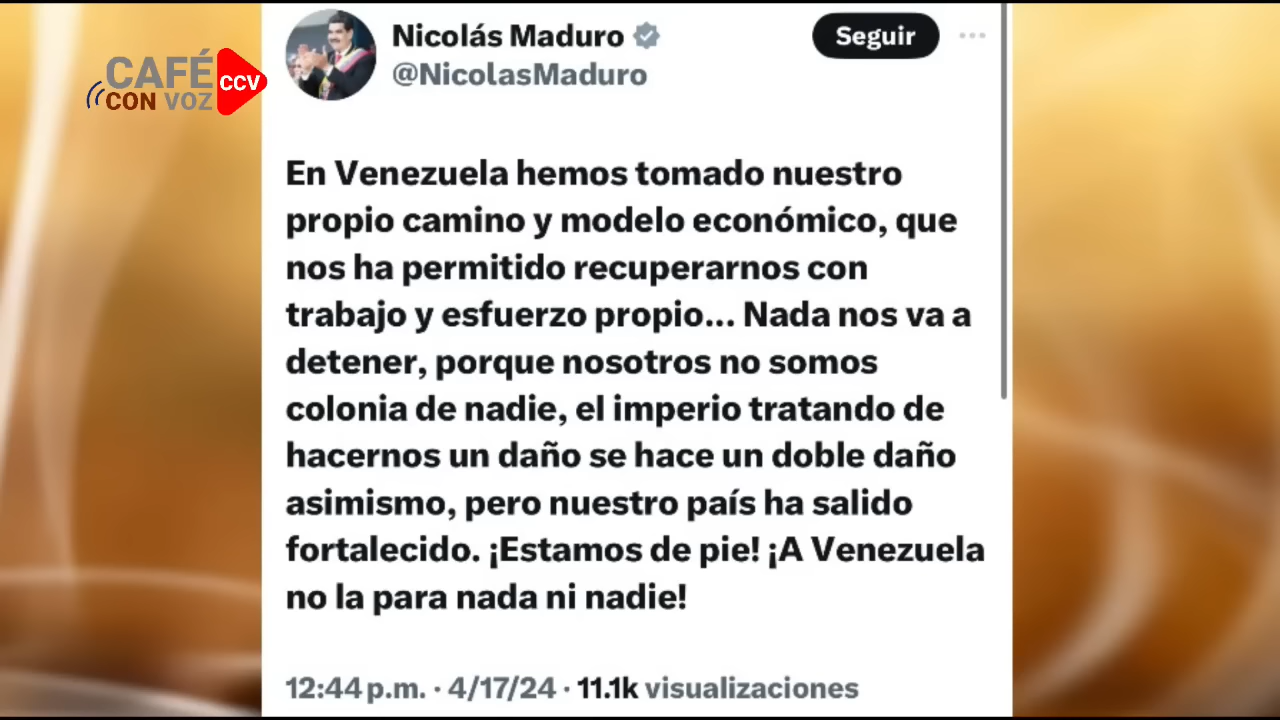 CAFÉ
CON VOZ
CCV
Nicolás Maduro
@NicolasMaduro
Seguir
En Venezuela hemos tomado nuestro
propio camino y modelo económico, que
nos ha permitido recuperarnos con
trabajo y esfuerzo propio... Nada nos va a
detener, porque nosotros no somos
colonia de nadie, el imperio tratando de
hacernos un daño se hace un doble daño
asimismo, pero nuestro país ha salido
fortalecido. ¡Estamos de pie! ¡A Venezuela
no la para nada ni nadie!
12:44 p.m. · 4/17/24 · 11.1k visualizaciones